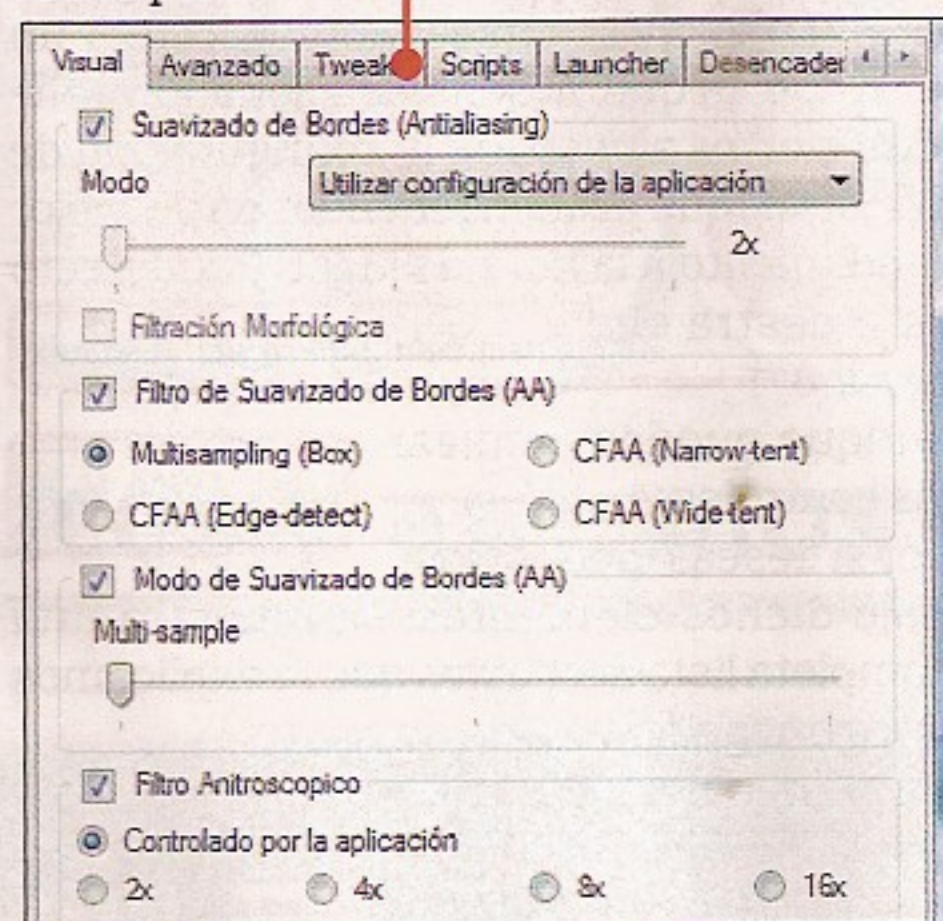 Visual Avanzado Tweak Scripts Launcher Desencader
Suavizado de Bordes (Antialiasing)
Modo Utilizar configuración de la aplicación
2x
Filtración Morfológica
Filtro de Suavizado de Bordes (AA)
Multisampling (Box) CFAA (Narrow-tent)
CFAA (Edge-detect) CFAA (Wide-tent)
Modo de Suavizado de Bordes (AA)
Multi-sample
Filtro Anitroscopico
Controlado por la aplicación
2x 4x 8x 16x